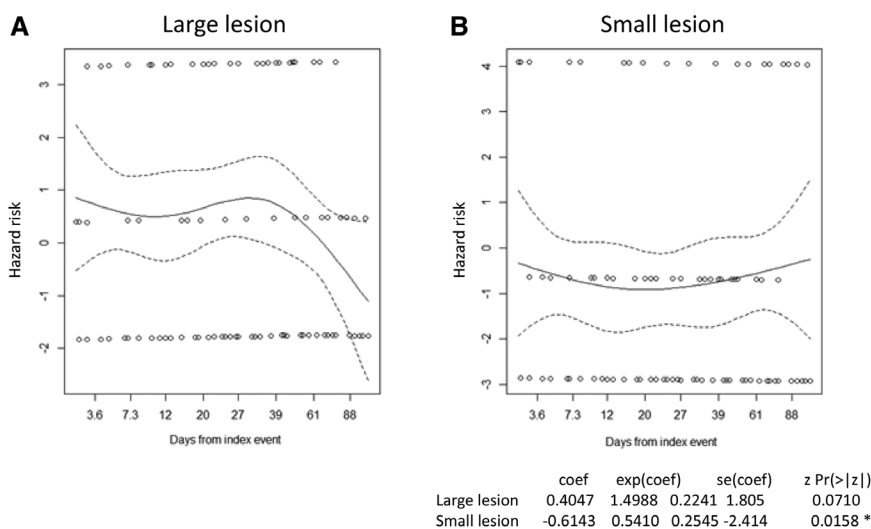 A Large lesion
3
2
1
0
-1
-2
Hazard risk
3.6 7.3 12 20 27 39 61 88
Days from index event
B Small lesion
4
3
2
1
0
-1
-2
-3
Hazard risk
3.6 7.3 12 20 27 39 61 88
Days from index event
coef exp(coef) se(coef) z Pr(>|z|)
Large lesion 0.4047 1.4988 0.2241 1.805 0.0710
Small lesion -0.6143 0.5410 0.2545 -2.414 0.0158 *